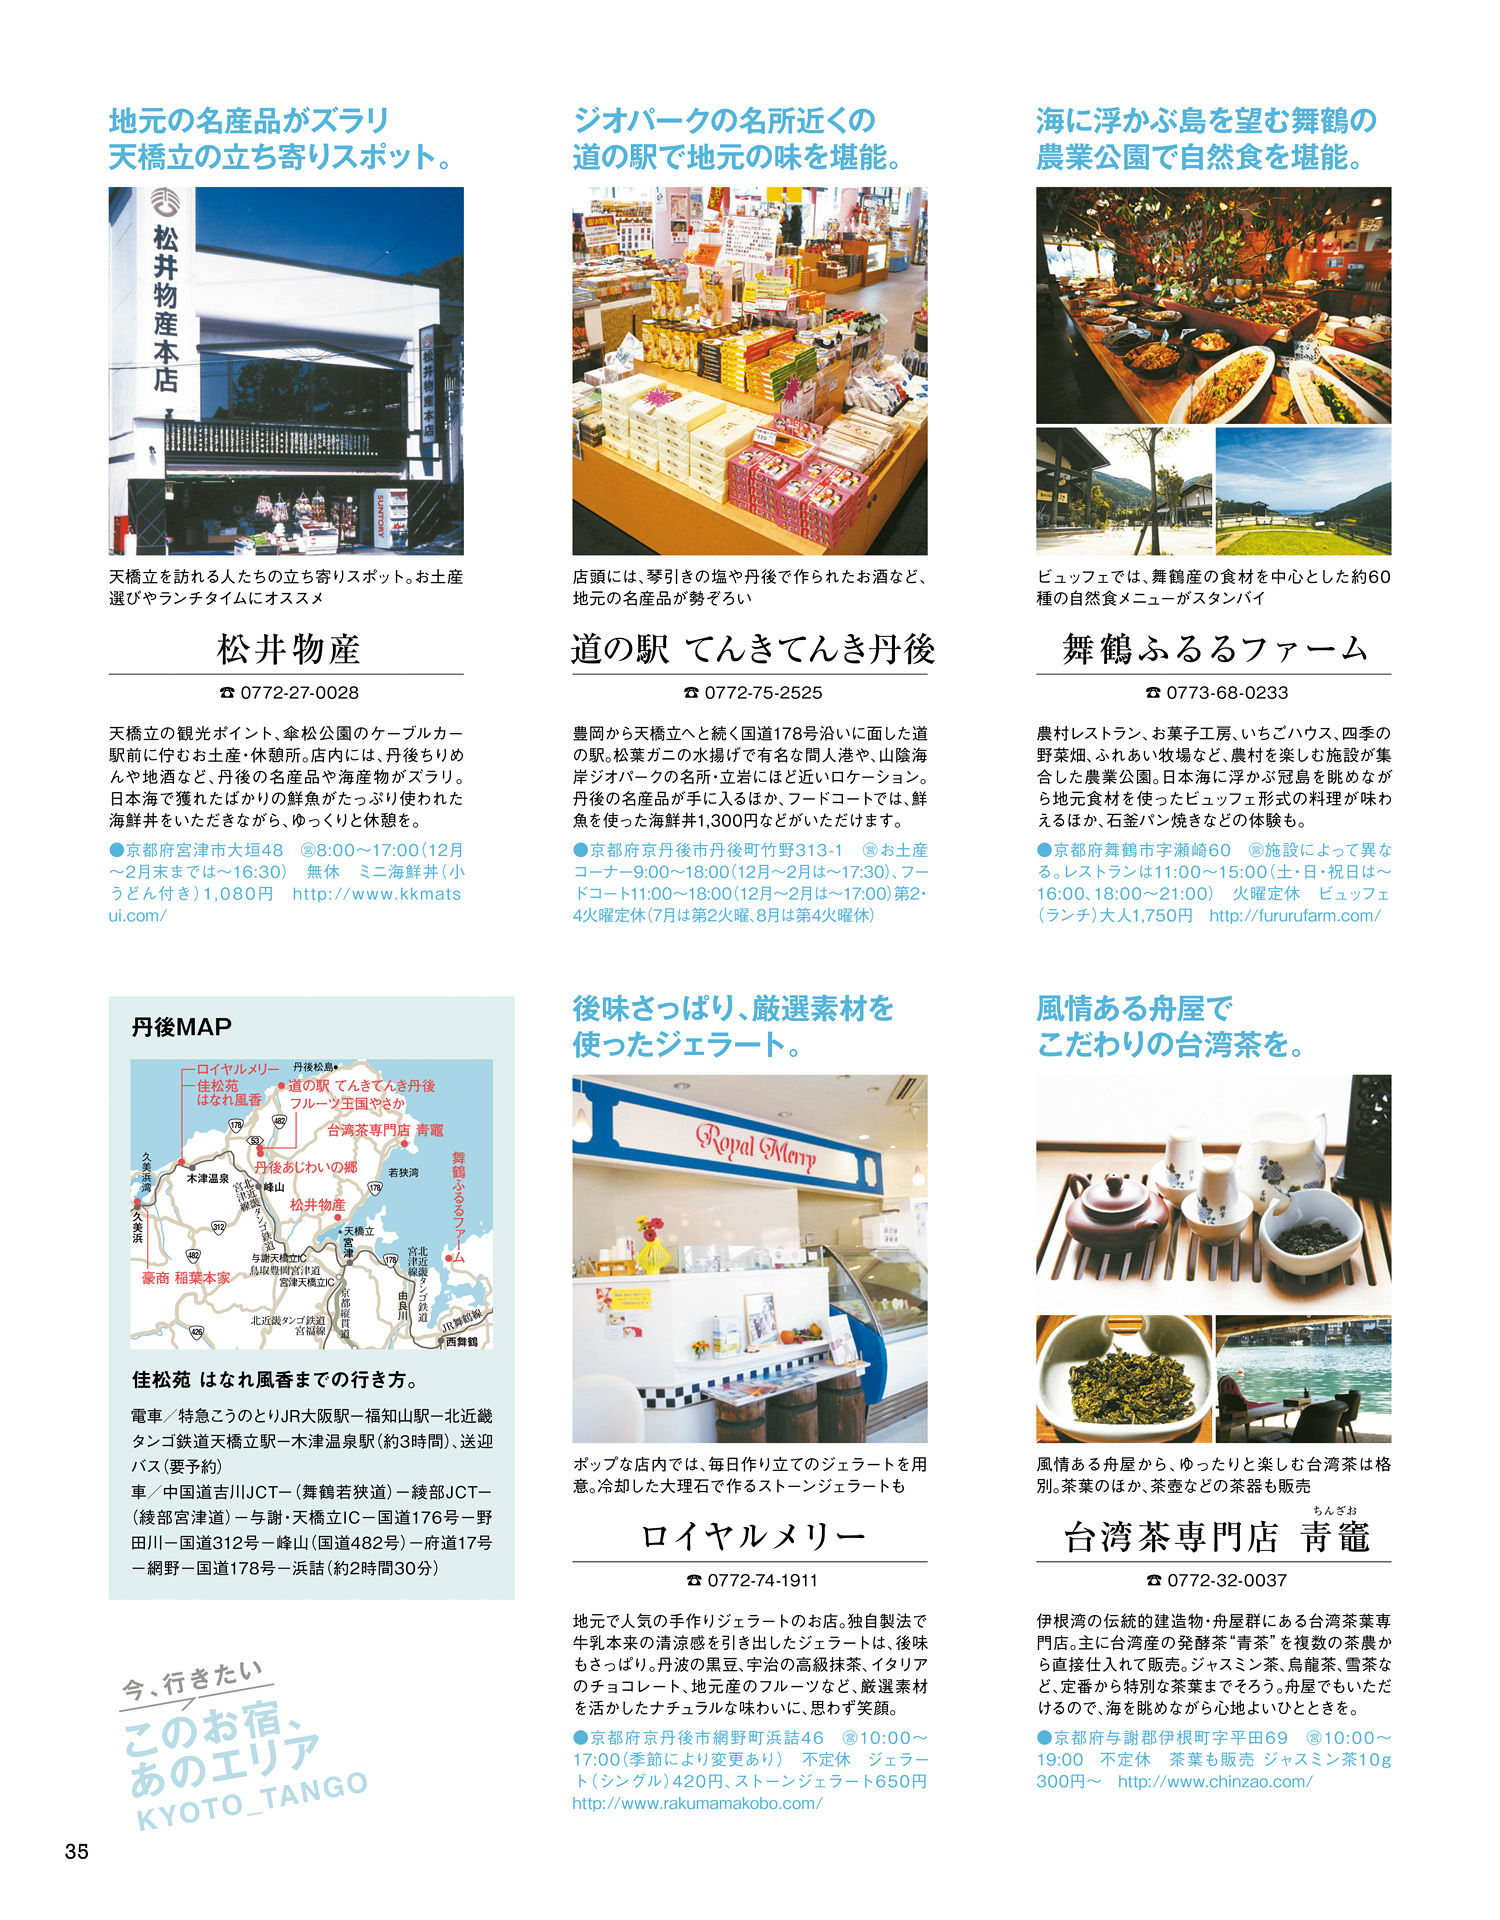 地元の名産品がズラリ
天橋立の立ち寄りスポット。
松井物産本店
松井物産本店
SUNTORY
天橋立を訪れる人たちの立ち寄りスポット。お土産
選びやランチタイムにオススメ
松井物産
☎ 0772-27-0028
天橋立の観光ポイント、傘松公園のケーブルカー
駅前に佇むお土産・休憩所。店内には、丹後ちりめ
んや地酒など、丹後の名産品や海産物がズラリ。
日本海で獲れたばかりの鮮魚がたっぷり使われた
海鮮丼をいただきながら、ゆっくりと休憩を。
●京都府宮津市大垣48　㊂8:00〜17:00（12月
〜2月末までは〜16:30）　無休　ミニ海鮮丼（小
うどん付き）1,080円　http://www.kkmats
ui.com/
ジオパークの名所近くの
道の駅で地元の味を堪能。
店頭には、琴引きの塩や丹後で作られたお酒など、
地元の名産品が勢ぞろい
道の駅 てんきてんき丹後
☎ 0772-75-2525
豊岡から天橋立へと続く国道178号沿いに面した道
の駅。松葉ガニの水揚げで有名な間人港や、山陰海
岸ジオパークの名所・立岩にほど近いロケーション。
丹後の名産品が手に入るほか、フードコートでは、鮮
魚を使った海鮮丼1,300円などがいただけます。
●京都府京丹後市丹後町竹野313-1　㊂お土産
コーナー9:00〜18:00（12月〜2月は〜17:30）、フー
ドコート11:00〜18:00（12月〜2月は〜17:00）第2・
4火曜定休（7月は第2火曜、8月は第4火曜休）
海に浮かぶ島を望む舞鶴の
農業公園で自然食を堪能。
ビュッフェでは、舞鶴産の食材を中心とした約60
種の自然食メニューがスタンバイ
舞鶴ふるるファーム
☎ 0773-68-0233
農村レストラン、お菓子工房、いちごハウス、四季の
野菜畑、ふれあい牧場など、農村を楽しむ施設が集
合した農業公園。日本海に浮かぶ冠島を眺めなが
ら地元食材を使ったビュッフェ形式の料理が味わ
えるほか、石釜パン焼きなどの体験も。
●京都府舞鶴市字瀬崎60　㊂施設によって異な
る。レストランは11:00〜15:00（土・日・祝日は〜
16:00、18:00〜21:00）　火曜定休　ビュッフェ
（ランチ）大人1,750円　http://fururufarm.com/
丹後MAP
ロイヤルメリー
佳松苑
はなれ風香
丹後松島
道の駅 てんきてんき丹後
フルーツ王国やさか
178
482
53
台湾茶専門店 青竈
丹後あじわいの郷
久美浜湾
木津温泉
峰山
北近畿タンゴ鉄道
宮津線
若狭湾
178
舞鶴ふるるファーム
松井物産
久美浜
312
天橋立
宮津
482
与謝天橋立IC
鳥取豊岡宮津道
宮津天橋立IC
178
北近畿タンゴ鉄道
宮津線
豪商 稲葉本家
由良川
京都縦貫道
北近畿タンゴ鉄道
宮福線
426
JR舞鶴線
西舞鶴
佳松苑 はなれ風香までの行き方。
電車／特急こうのとりJR大阪駅ー福知山駅ー北近畿
タンゴ鉄道天橋立駅ー木津温泉駅（約3時間）、送迎
バス（要予約）
車／中国道吉川JCTー（舞鶴若狭道）ー綾部JCTー
（綾部宮津道）ー与謝・天橋立ICー国道176号ー野
田川ー国道312号ー峰山（国道482号）ー府道17号
ー網野ー国道178号ー浜詰（約2時間30分）
後味さっぱり、厳選素材を
使ったジェラート。
Royal Merry
ポップな店内では、毎日作り立てのジェラートを用
意。冷却した大理石で作るストーンジェラートも
ロイヤルメリー
☎ 0772-74-1911
地元で人気の手作りジェラートのお店。独自製法で
牛乳本来の清涼感を引き出したジェラートは、後味
もさっぱり。丹波の黒豆、宇治の高級抹茶、イタリア
のチョコレート、地元産のフルーツなど、厳選素材
を活かしたナチュラルな味わいに、思わず笑顔。
●京都府京丹後市網野町浜詰46　㊂10:00〜
17:00（季節により変更あり）　不定休　ジェラー
ト（シングル）420円、ストーンジェラート650円
http://www.rakumamakobo.com/
風情ある舟屋で
こだわりの台湾茶を。
風情ある舟屋から、ゆったりと楽しむ台湾茶は格
別。茶葉のほか、茶壺などの茶器も販売
ちんざお
台湾茶専門店 青竈
☎ 0772-32-0037
伊根湾の伝統的建造物・舟屋群にある台湾茶葉専
門店。主に台湾産の発酵茶“青茶”を複数の茶農か
ら直接仕入れて販売。ジャスミン茶、烏龍茶、雪茶な
ど、定番から特別な茶葉までそろう。舟屋でもいただ
けるので、海を眺めながら心地よいひとときを。
●京都府与謝郡伊根町字平田69　㊂10:00〜
19:00　不定休　茶葉も販売 ジャスミン茶10g
300円〜　http://www.chinzao.com/
今、行きたい
このお宿、
あのエリア
KYOTO_TANGO
35